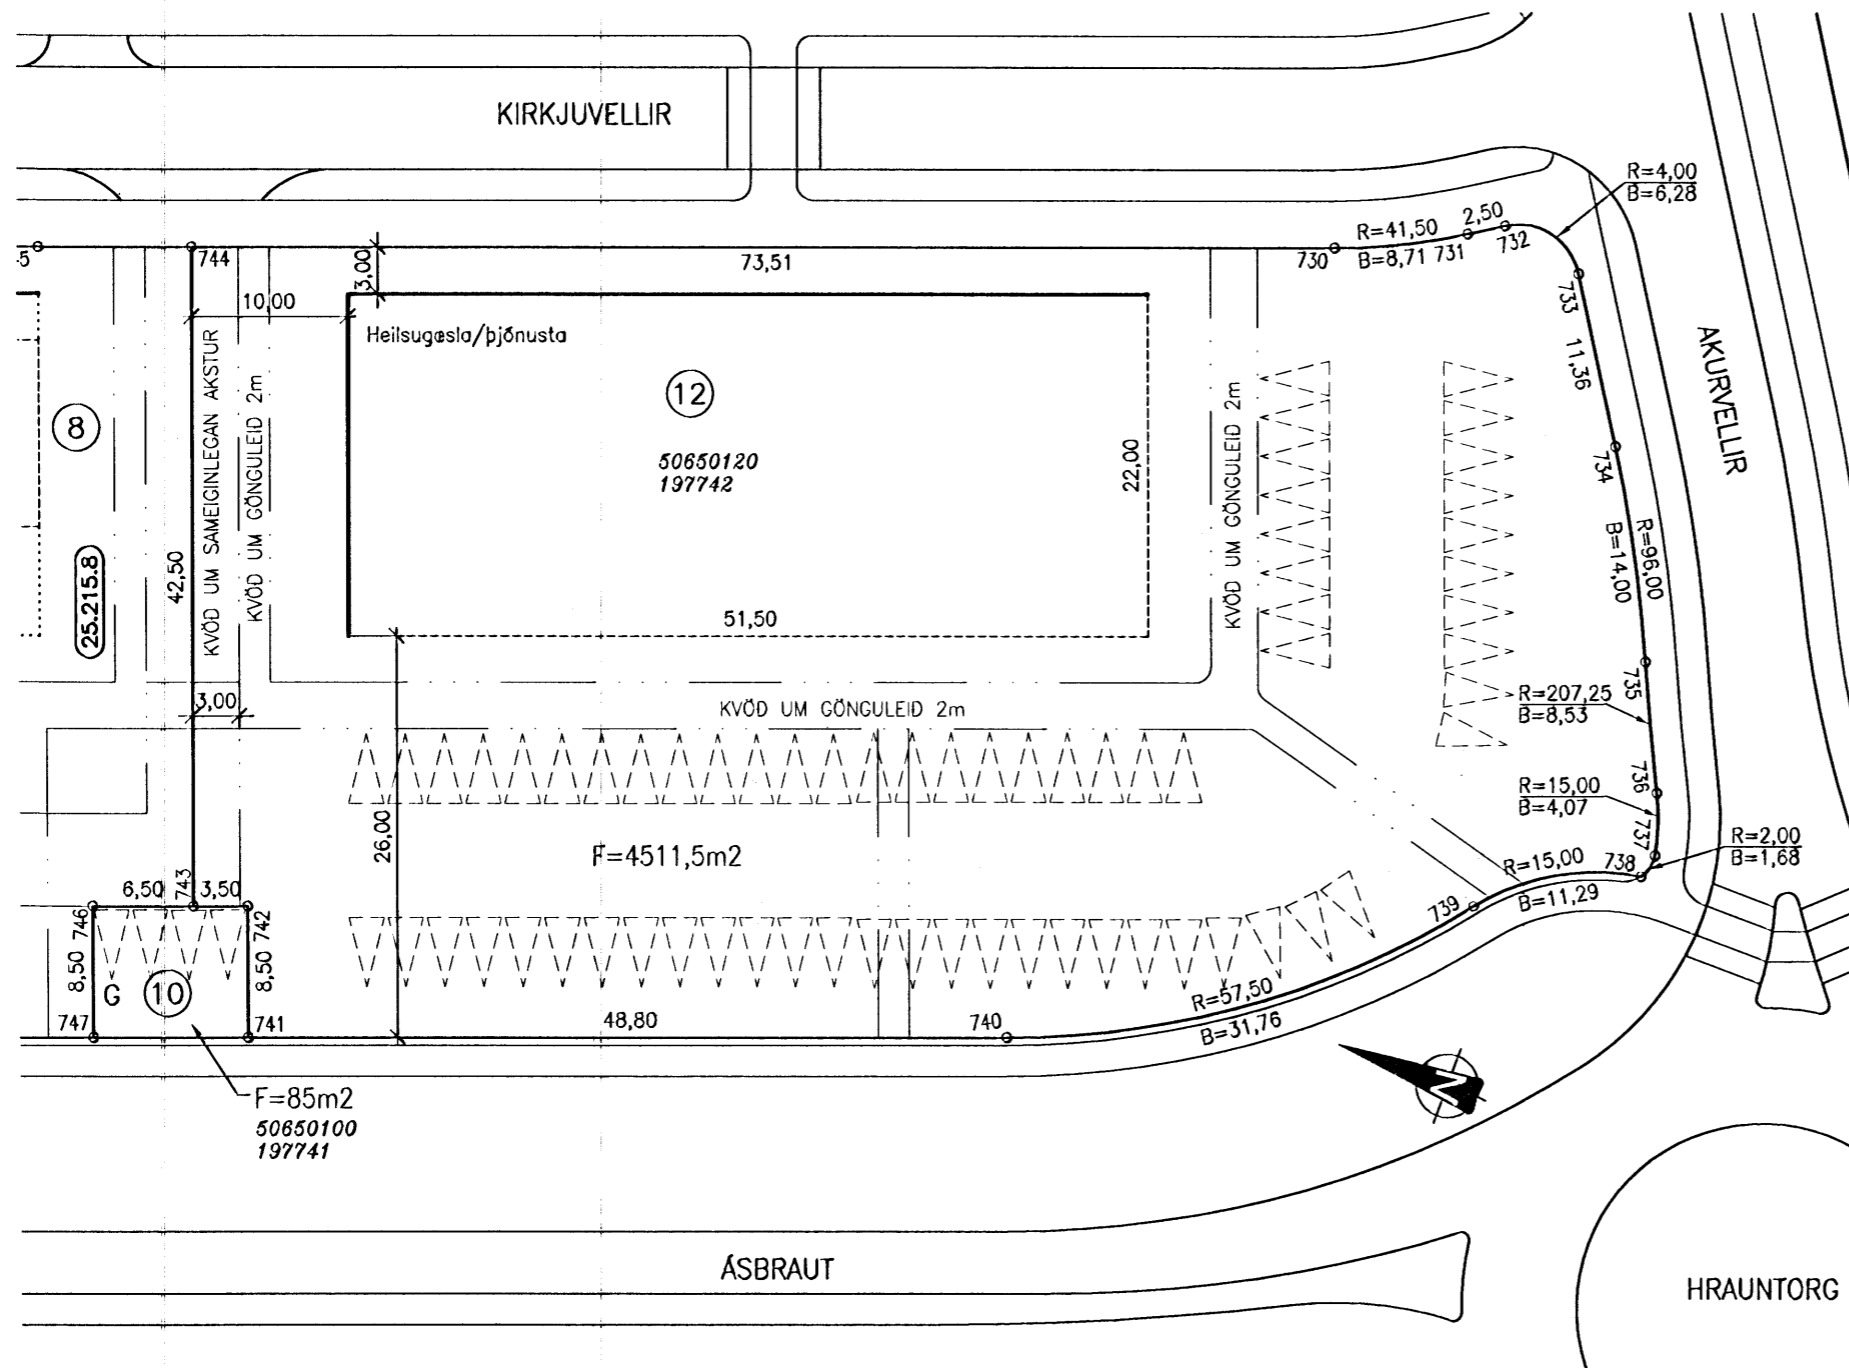 KIRKJUVELLIR
R=4,00
B=6,28
2,50
R=41,50
732
731
B=8,71
730
-5
744
3,00
73,51
733
10,00
Heilsugæsla/þjónusta
11,36
AKURVELLIR
12
8
50650120
197742
22,00
734
KVÖÐ UM SAMEIGINLEGAN AKSTUR
KVÖÐ UM GÖNGULEIÐ 2m
KVÖÐ UM GÖNGULEIÐ 2m
42,50
25.215.8
R=96,00
B=14,00
51,50
735
3,00
KVÖÐ UM GÖNGULEIÐ 2m
R=207,25
B=8,53
736
R=15,00
B=4,07
737
R=2,00
B=1,68
26,00
F=4511,5m2
R=15,00
738
B=11,29
739
6,50
743
3,50
746
742
8,50
G
10
8,50
747
741
48,80
740
R=57,50
B=31,76
N
F=85m2
50650100
197741
ÁSBRAUT
HRAUNTORG